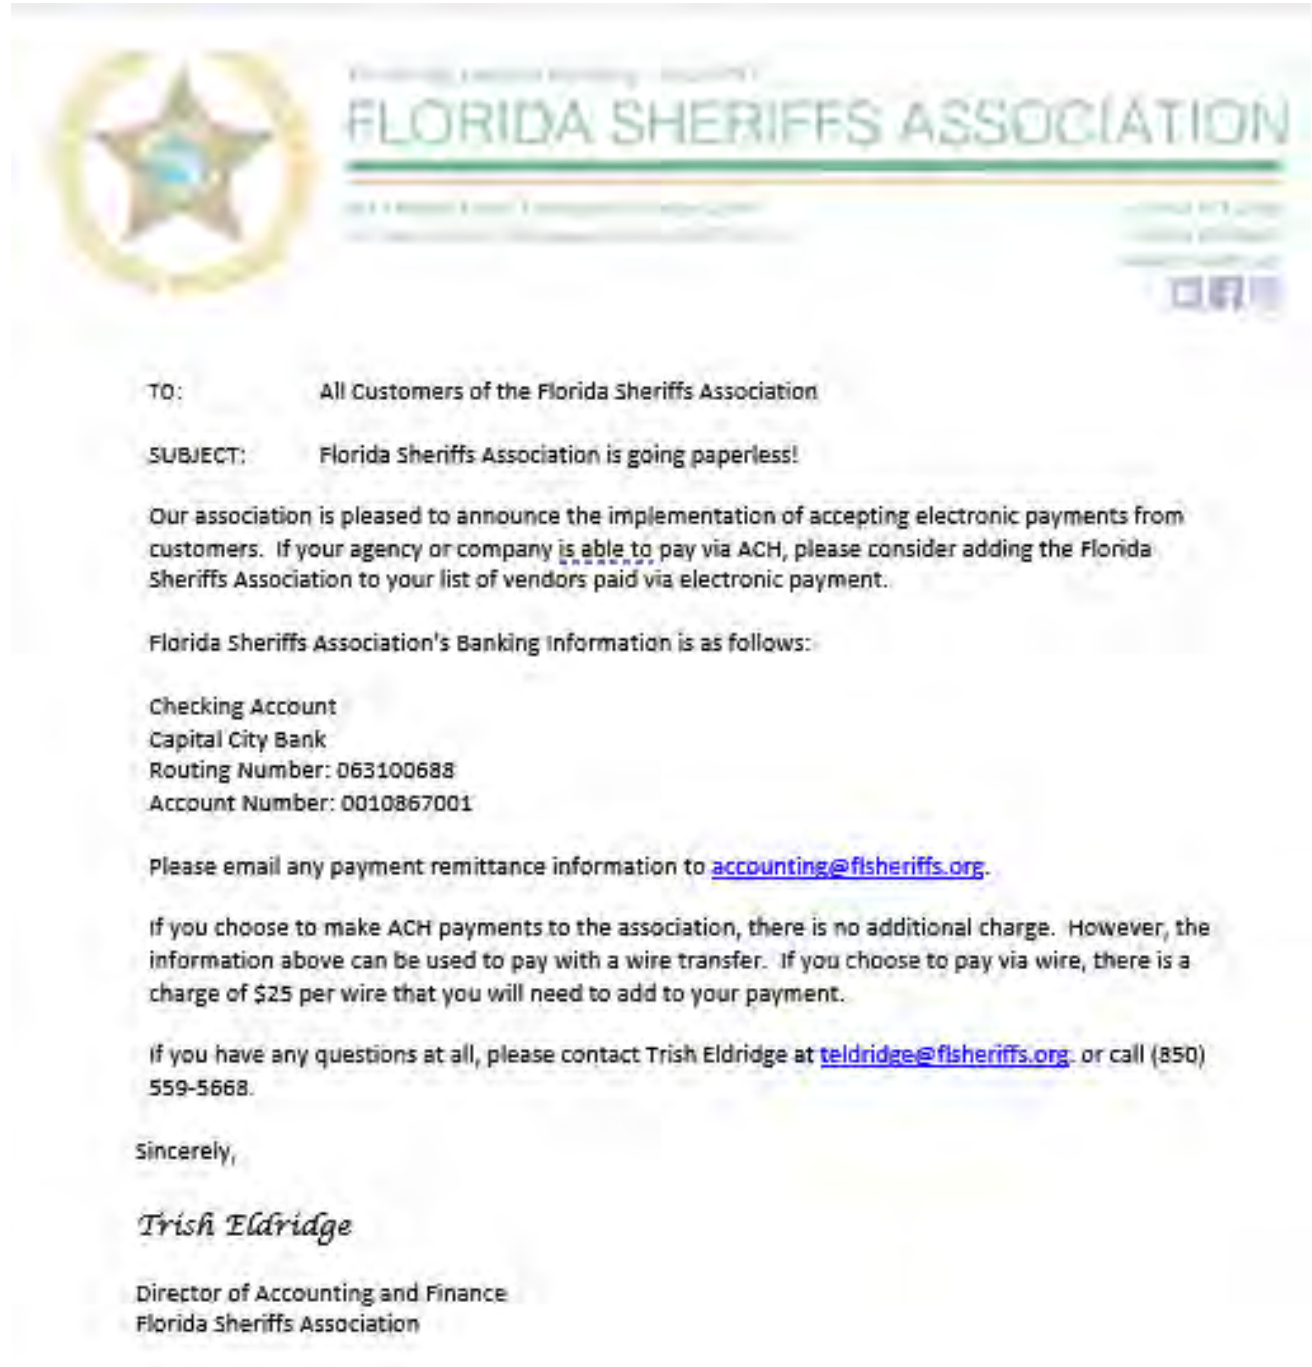 FLORIDA SHERIFFS ASSOCIATION
TO: All Customers of the Florida Sheriffs Association
SUBJECT: Florida Sheriffs Association is going paperless!
Our association is pleased to announce the implementation of accepting electronic payments from
customers. If your agency or company is able to pay via ACH, please consider adding the Florida
Sheriffs Association to your list of vendors paid via electronic payment.
Florida Sheriffs Association's Banking Information is as follows:
Checking Account
Capital City Bank
Routing Number: 063100688
Account Number: 0010867001
Please email any payment remittance information to accounting@flsheriffs.org.
If you choose to make ACH payments to the association, there is no additional charge. However, the
information above can be used to pay with a wire transfer. If you choose to pay via wire, there is a
charge of $25 per wire that you will need to add to your payment.
If you have any questions at all, please contact Trish Eldridge at teldridge@flsheriffs.org. or call (850)
559-5668.
Sincerely,
Trish Eldridge
Director of Accounting and Finance
Florida Sheriffs Association